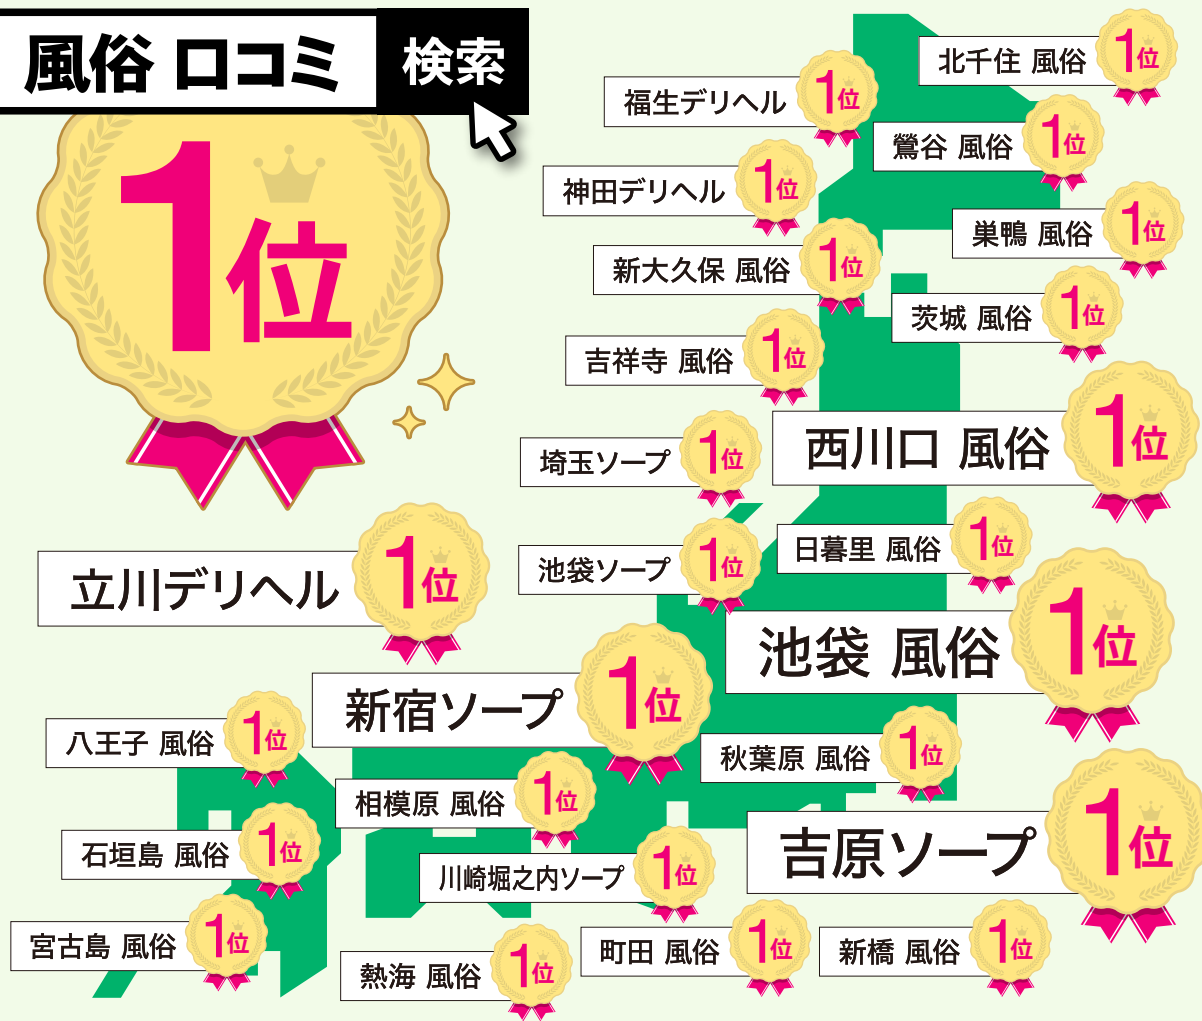 風俗 口コミ 検索
1位
北千住 風俗 1位
福生デリヘル 1位
鶯谷 風俗 1位
神田デリヘル 1位
巣鴨 風俗 1位
新大久保 風俗 1位
茨城 風俗 1位
吉祥寺 風俗 1位
西川口 風俗 1位
埼玉ソープ 1位
日暮里 風俗 1位
池袋ソープ 1位
立川デリヘル 1位
池袋 風俗 1位
新宿ソープ 1位
八王子 風俗 1位
秋葉原 風俗 1位
相模原 風俗 1位
吉原ソープ 1位
石垣島 風俗 1位
川崎堀之内ソープ 1位
宮古島 風俗 1位
町田 風俗 1位
新橋 風俗 1位
熱海 風俗 1位